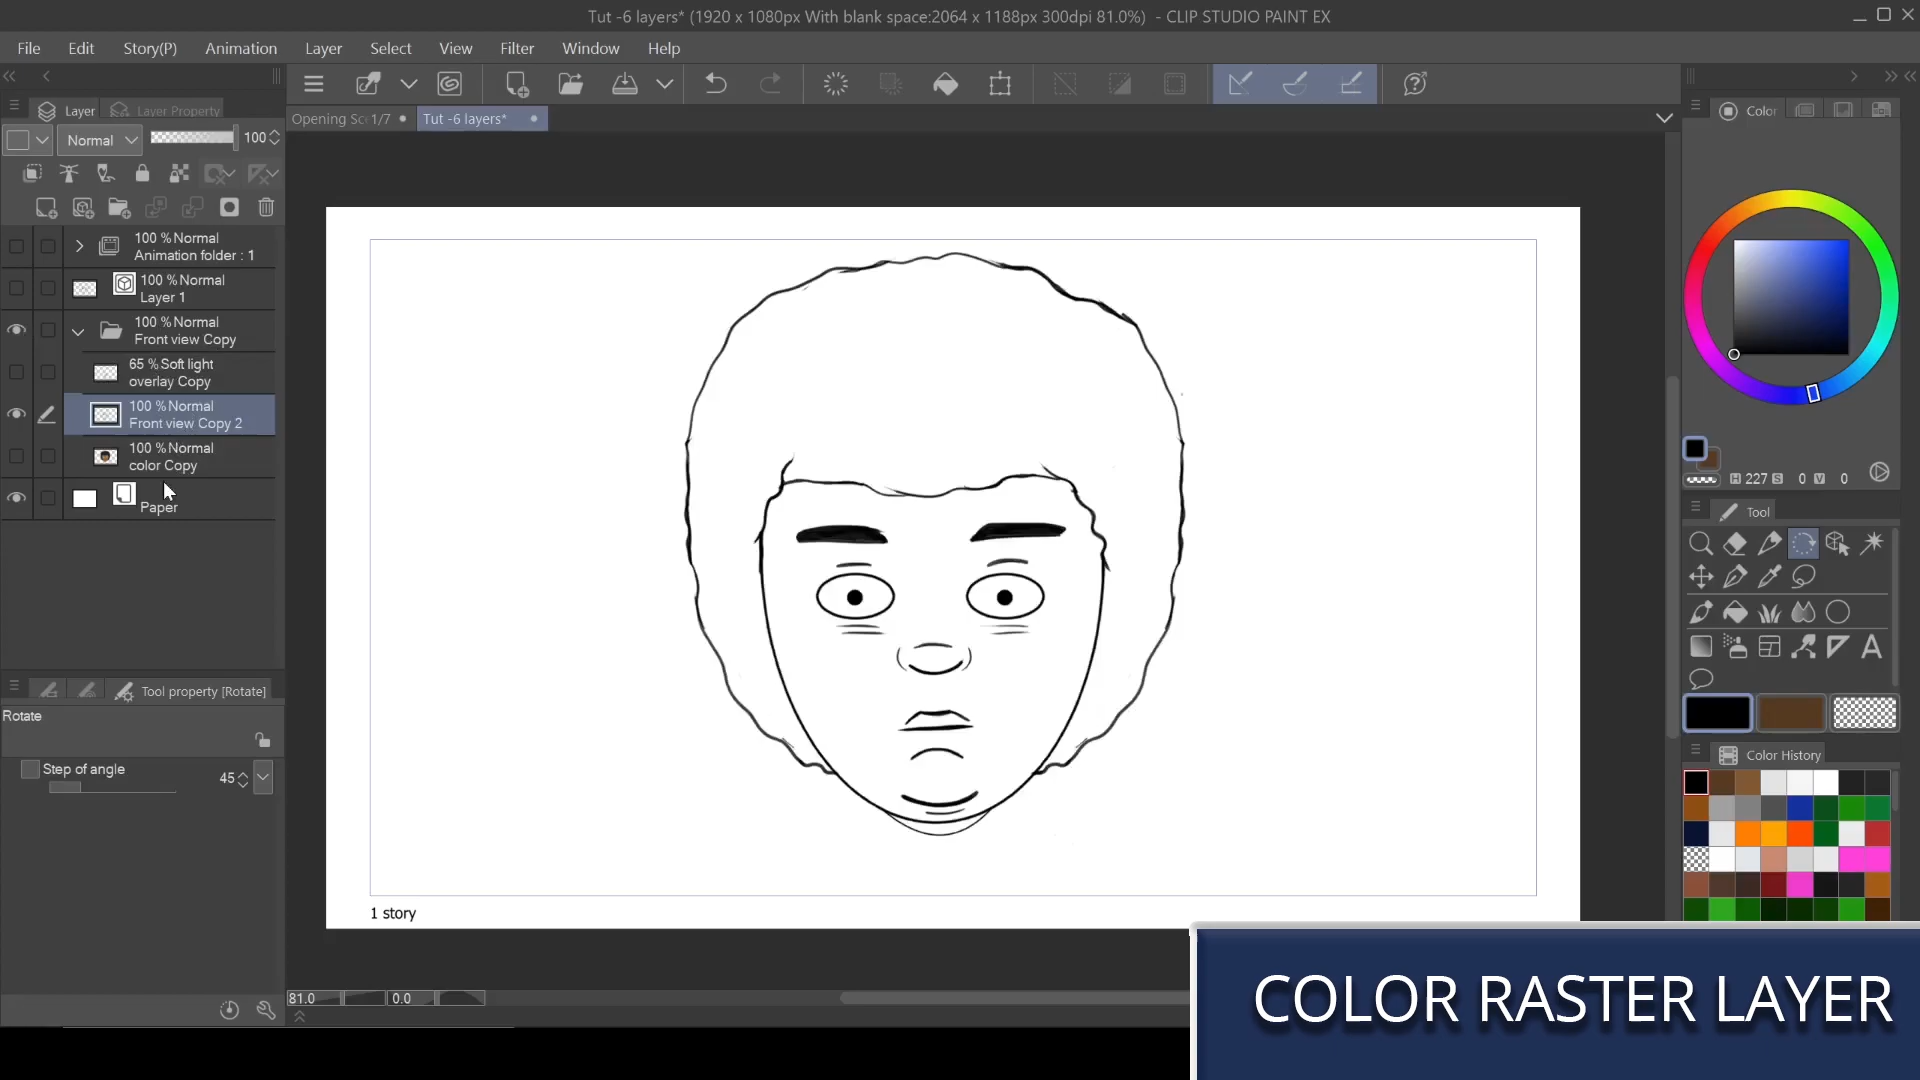 Tut -6 layers* (1920 x 1080px With blank space:2064 x 1188px 300dpi 81.0%) - CLIP STUDIO PAINT EX
File Edit Story(P) Animation Layer Select View Filter Window Help
Layer Layer Property
Opening Sc 1/7 Tut -6 layers*
Color
Normal 100
100 % Normal
Animation folder : 1
100 % Normal
Layer 1
100 % Normal
Front view Copy
65 % Soft light
overlay Copy
100 % Normal
Front view Copy 2
100 % Normal
color Copy
Paper
H 227 S 0 V 0
Tool
Tool property [Rotate]
Rotate
Step of angle 45
Color History
1 story
81.0 0.0
COLOR RASTER LAYER